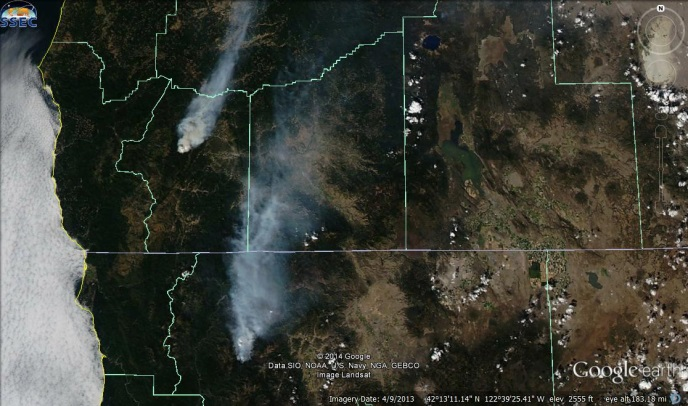 SSEC
N
© 2014 Google
Data SIO, NOAA, U.S. Navy, NGA, GEBCO
Image Landsat
Google earth
Imagery Date: 4/9/2013 42°13'11.14" N 122°39'25.41" W elev 2555 ft eye alt 183.18 mi